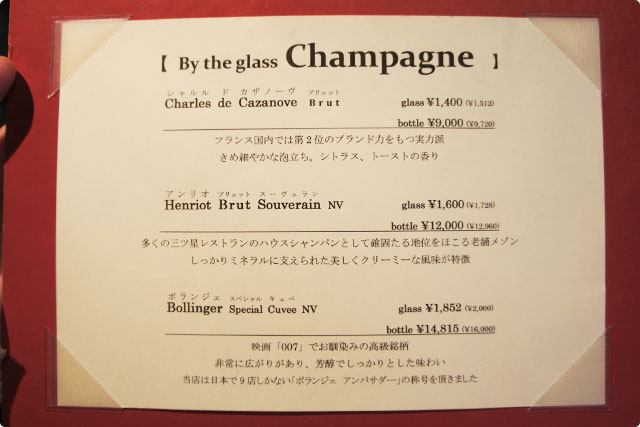 【 By the glass Champagne 】
シャルル ド カザノーヴ ブリュット
Charles de Cazanove Brut glass ¥1,400 (¥1,512)
bottle ¥9,000 (¥9,720)
フランス国内では第2位のブランド力をもつ実力派
きめ細やかな泡立ち。シトラス、トーストの香り
アンリオ ブリュット スーヴェラン
Henriot Brut Souverain NV glass ¥1,600 (¥1,728)
bottle ¥12,000 (¥12,960)
多くの三ツ星レストランのハウスシャンパンとして確固たる地位をほこる老舗メゾン
しっかりミネラルに支えられた美しくクリーミーな風味が特徴
ボランジェ スペシャル キュベ
Bollinger Special Cuvee NV glass ¥1,852 (¥2,000)
bottle ¥14,815 (¥16,000)
映画「007」でお馴染みの高級銘柄
非常に広がりがあり、芳醇でしっかりとした味わい
当店は日本で9店しかない「ボランジェ アンバサダー」の称号を頂きました